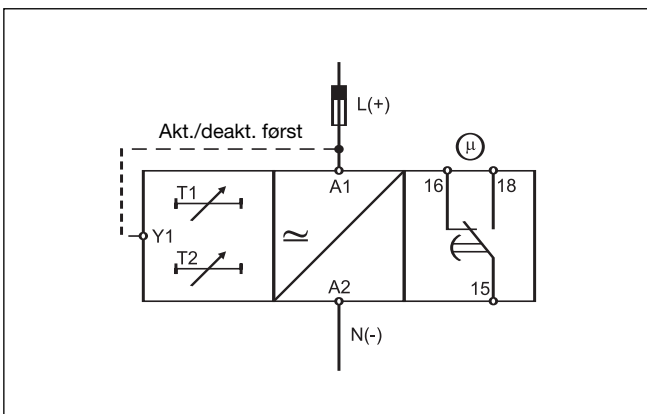 L(+)
Akt./deakt. først
μ
A1
16
18
T1
Y1
≃
T2
A2
15
N(-)